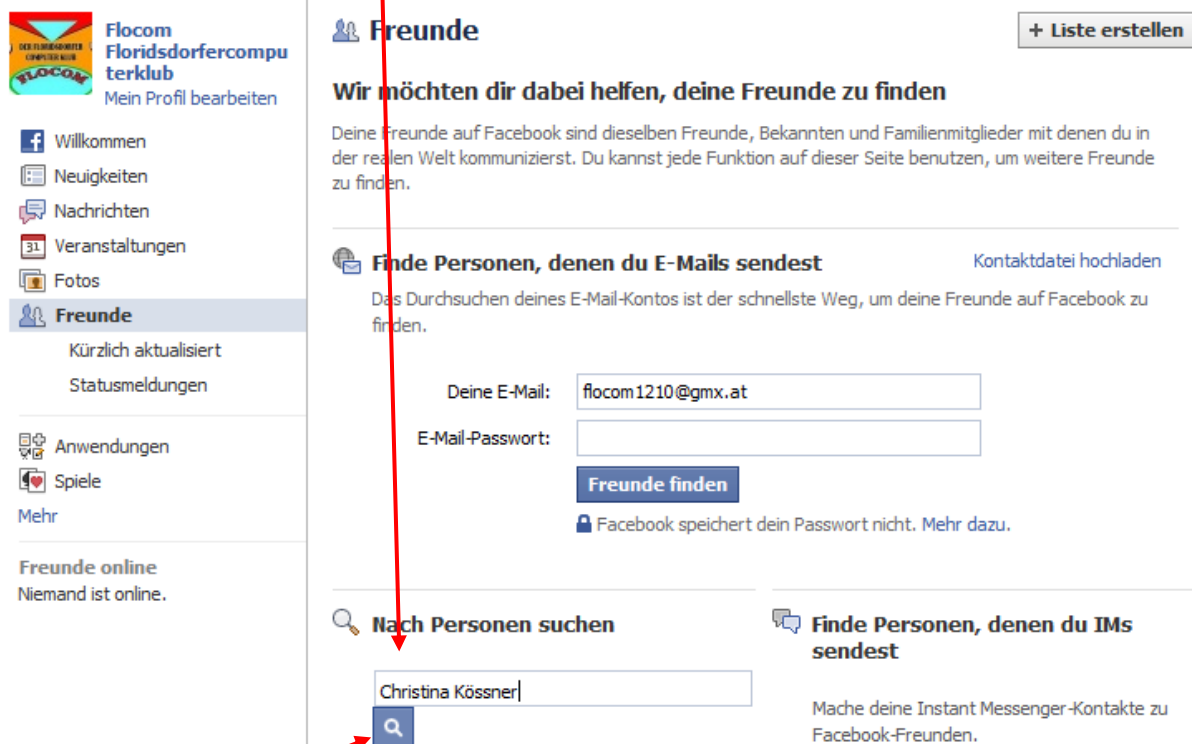 DER FLORIDSDORFER
COMPUTER KLUB
FLOCOM
Flocom
Floridsdorfercompu
terklub
Mein Profil bearbeiten
Willkommen
Neuigkeiten
Nachrichten
31 Veranstaltungen
Fotos
Freunde
Kürzlich aktualisiert
Statusmeldungen
Anwendungen
Spiele
Mehr
Freunde online
Niemand ist online.
Freunde
+ Liste erstellen
Wir möchten dir dabei helfen, deine Freunde zu finden
Deine Freunde auf Facebook sind dieselben Freunde, Bekannten und Familienmitglieder mit denen du in
der realen Welt kommunizierst. Du kannst jede Funktion auf dieser Seite benutzen, um weitere Freunde
zu finden.
Finde Personen, denen du E-Mails sendest
Kontaktdatei hochladen
Das Durchsuchen deines E-Mail-Kontos ist der schnellste Weg, um deine Freunde auf Facebook zu
finden.
Deine E-Mail: flocom1210@gmx.at
E-Mail-Passwort:
Freunde finden
Facebook speichert dein Passwort nicht. Mehr dazu.
Nach Personen suchen
Christina Kössner
Finde Personen, denen du IMs
sendest
Mache deine Instant Messenger-Kontakte zu
Facebook-Freunden.